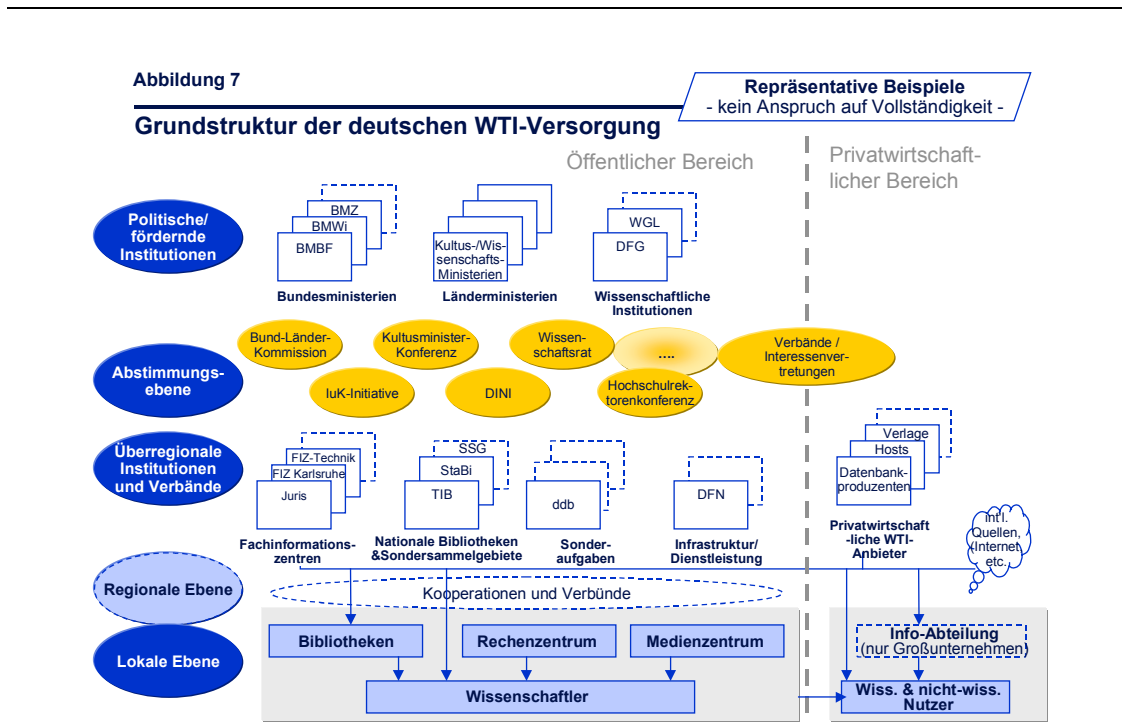 Abbildung 7
Repräsentative Beispiele
- kein Anspruch auf Vollständigkeit -
Grundstruktur der deutschen WTI-Versorgung
Öffentlicher Bereich
Privatwirtschaft-
licher Bereich
Politische/
fördernde
Institutionen
BMZ
BMWi
BMBF
Bundesministerien
Kultus-/Wis-
senschafts-
Ministerien
Länderministerien
WGL
DFG
Wissenschaftliche
Institutionen
Abstimmungs-
ebene
Bund-Länder-
Kommission
Kultusminister-
Konferenz
Wissen-
schaftsrat
....
Verbände /
Interessenver-
tretungen
IuK-Initiative
DINI
Hochschulrek-
torenkonferenz
Überregionale
Institutionen
und Verbände
FIZ-Technik
FIZ Karlsruhe
Juris
Fachinformations-
zentren
SSG
StaBi
TIB
Nationale Bibliotheken
&Sondersammelgebiete
ddb
Sonder-
aufgaben
DFN
Infrastruktur/
Dienstleistung
Verlage
Hosts
Datenbank-
produzenten
Privatwirtschaft
-liche WTI-
Anbieter
int'l.
Quellen,
(Internet,
etc.
Regionale Ebene
Kooperationen und Verbünde
Lokale Ebene
Bibliotheken
Rechenzentrum
Medienzentrum
Info-Abteilung
(nur Großunternehmen)
Wissenschaftler
Wiss. & nicht-wiss.
Nutzer